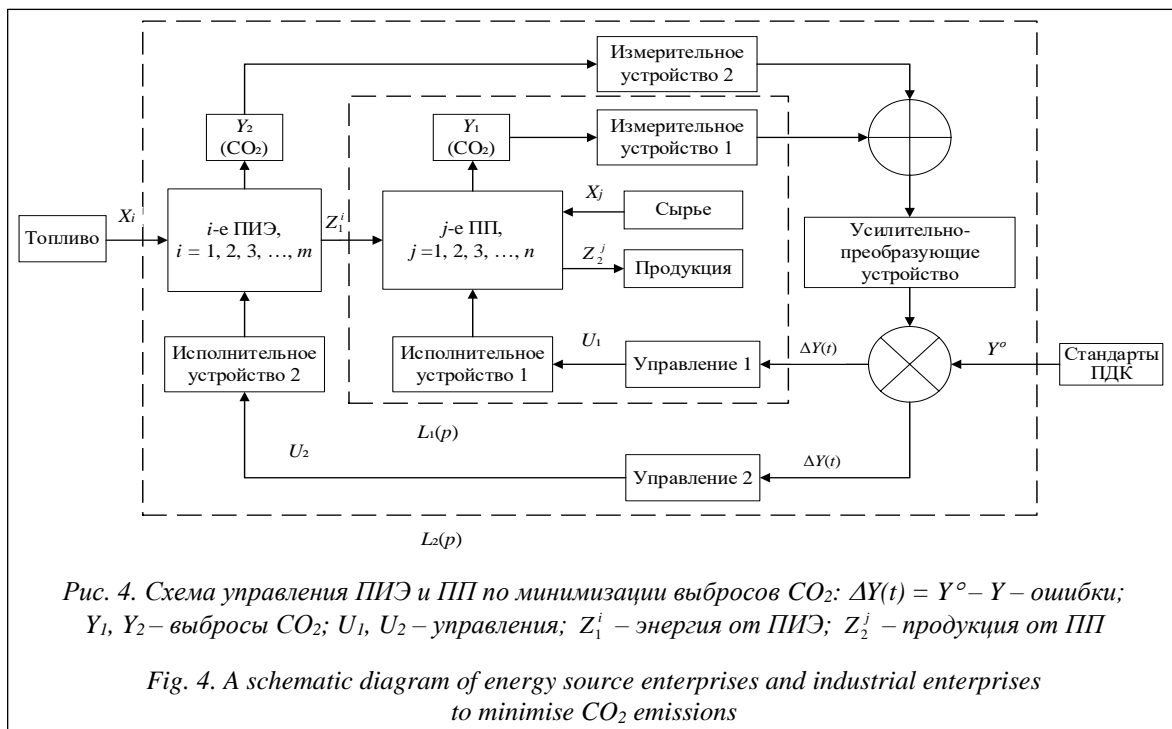 Измерительное
устройство 2
Y₂
(CO₂)
Y₁
(CO₂)
Измерительное
устройство 1
Топливо
Xᵢ
i-е ПИЭ,
i = 1, 2, 3, …, m
Z₁ⁱ
j-е ПП,
j =1, 2, 3, …, n
Xⱼ
Сырье
Z₂ʲ
Продукция
Усилительно-
преобразующие
устройство
Исполнительное
устройство 2
Исполнительное
устройство 1
U₁
Управление 1
ΔY(t)
Yᵒ
Стандарты
ПДК
L₁(p)
U₂
Управление 2
ΔY(t)
L₂(p)
Рис. 4. Схема управления ПИЭ и ПП по минимизации выбросов CO₂: ΔY(t) = Yᵒ – Y – ошибки;
Y₁, Y₂ – выбросы CO₂; U₁, U₂ – управления; Z₁ⁱ – энергия от ПИЭ; Z₂ʲ – продукция от ПП
Fig. 4. A schematic diagram of energy source enterprises and industrial enterprises
to minimise CO₂ emissions